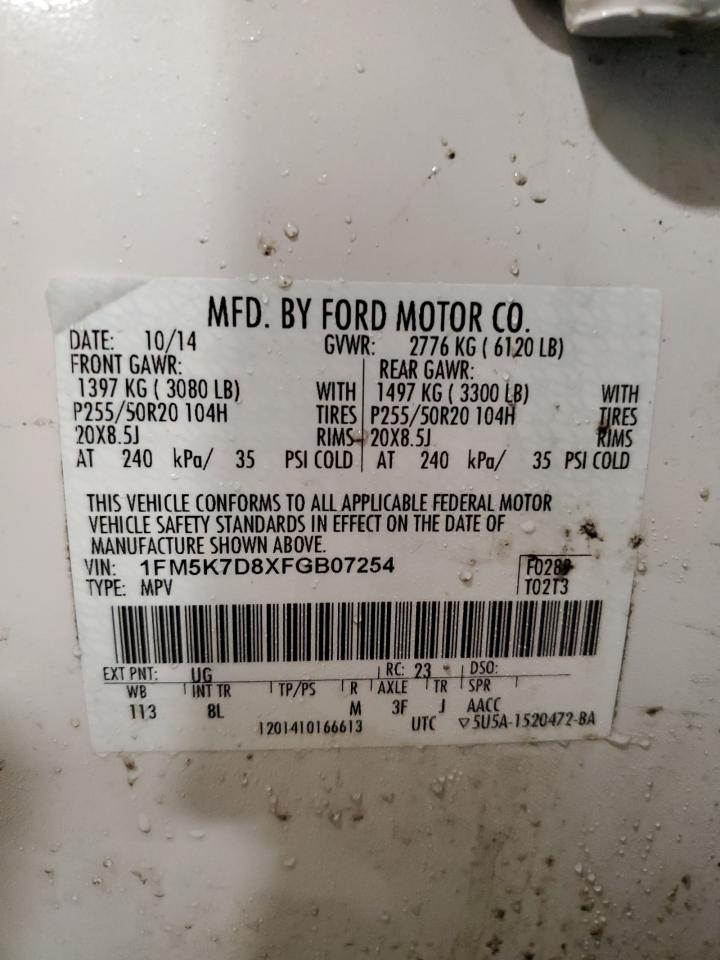 MFD. BY FORD MOTOR CO.
DATE: 10/14 GVWR: 2776 KG ( 6120 LB)
FRONT GAWR: REAR GAWR:
1397 KG ( 3080 LB) WITH 1497 KG ( 3300 LB) WITH
P255/50R20 104H TIRES P255/50R20 104H TIRES
20X8.5J RIMS 20X8.5J RIMS
AT 240 kPa/ 35 PSI COLD AT 240 kPa/ 35 PSI COLD
THIS VEHICLE CONFORMS TO ALL APPLICABLE FEDERAL MOTOR
VEHICLE SAFETY STANDARDS IN EFFECT ON THE DATE OF
MANUFACTURE SHOWN ABOVE.
VIN: 1FM5K7D8XFGB07254
TYPE: MPV T02T3
EXT PNT: UG RC: 23 DSO:
WB INT TR TP/PS R AXLE TR SPR
113 8L M 3F J AACC
1201410166613 UTC ▽5U5A-1520472-BA